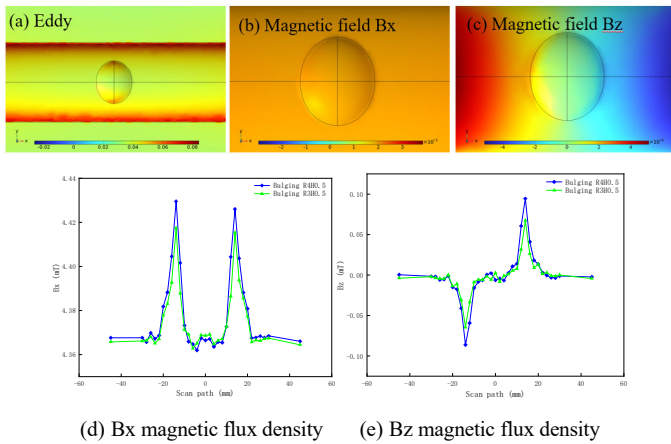 (a) Eddy
(b) Magnetic field Bx
(c) Magnetic field Bz
-0.02 0 0.02 0.04 0.06 0.08
-2 -1 0 1 2 3
-4 -2 0 2 4
Bulging R4H0.5
Bulging R3H0.5
4.44
4.42
4.40
4.38
4.36
Bx (mT)
-60 -40 -20 0 20 40 60
Scan path (mm)
Bulging R4H0.5
Bulging R3H0.5
0.10
0.05
0.00
-0.05
-0.10
Bz (mT)
-60 -40 -20 0 20 40 60
Scan path (mm)
(d) Bx magnetic flux density
(e) Bz magnetic flux density